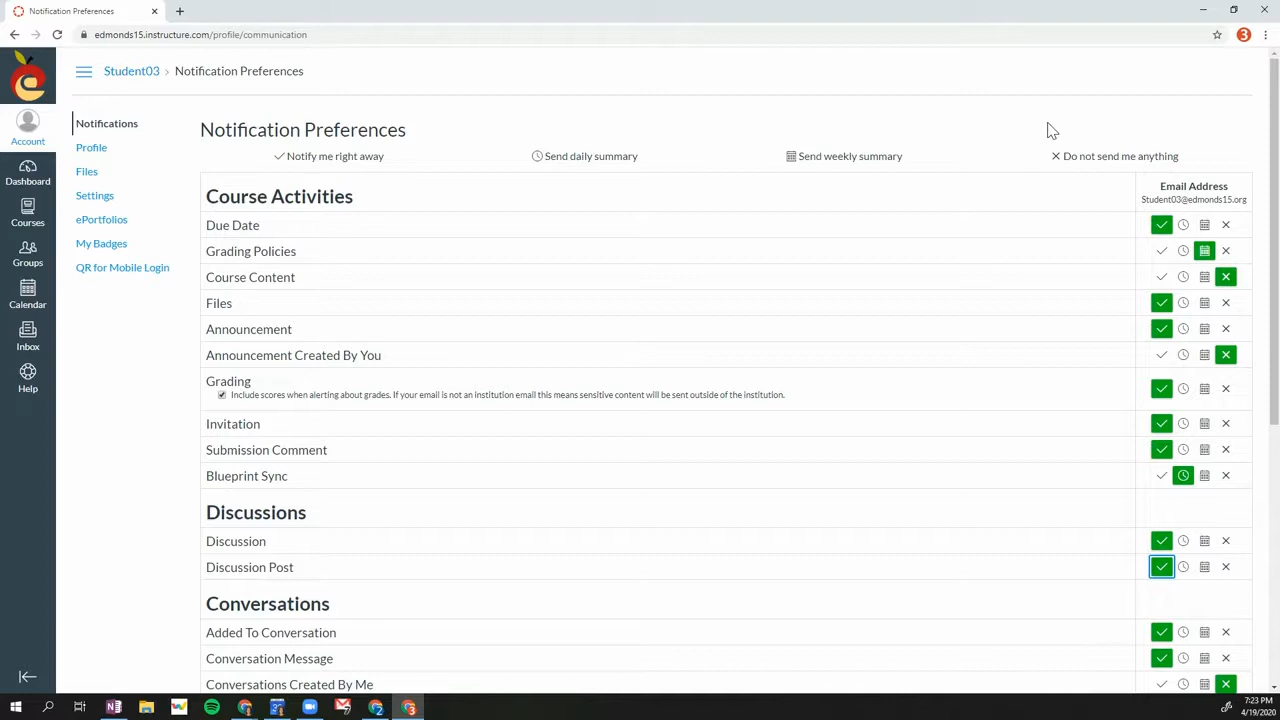 Notification Preferences
edmonds15.instructure.com/profile/communication
3
Student03 › Notification Preferences
Account
Dashboard
Courses
Groups
Calendar
Inbox
Help
Notifications
Profile
Files
Settings
ePortfolios
My Badges
QR for Mobile Login
Notification Preferences
Notify me right away
Send daily summary
Send weekly summary
Do not send me anything
Course Activities
Email Address
Student03@edmonds15.org
Due Date
Grading Policies
Course Content
Files
Announcement
Announcement Created By You
Grading
Include scores when alerting about grades. If your email is not an institution email this means sensitive content will be sent outside of the institution.
Invitation
Submission Comment
Blueprint Sync
Discussions
Discussion
Discussion Post
Conversations
Added To Conversation
Conversation Message
Conversations Created By Me
7:23 PM
4/19/2020